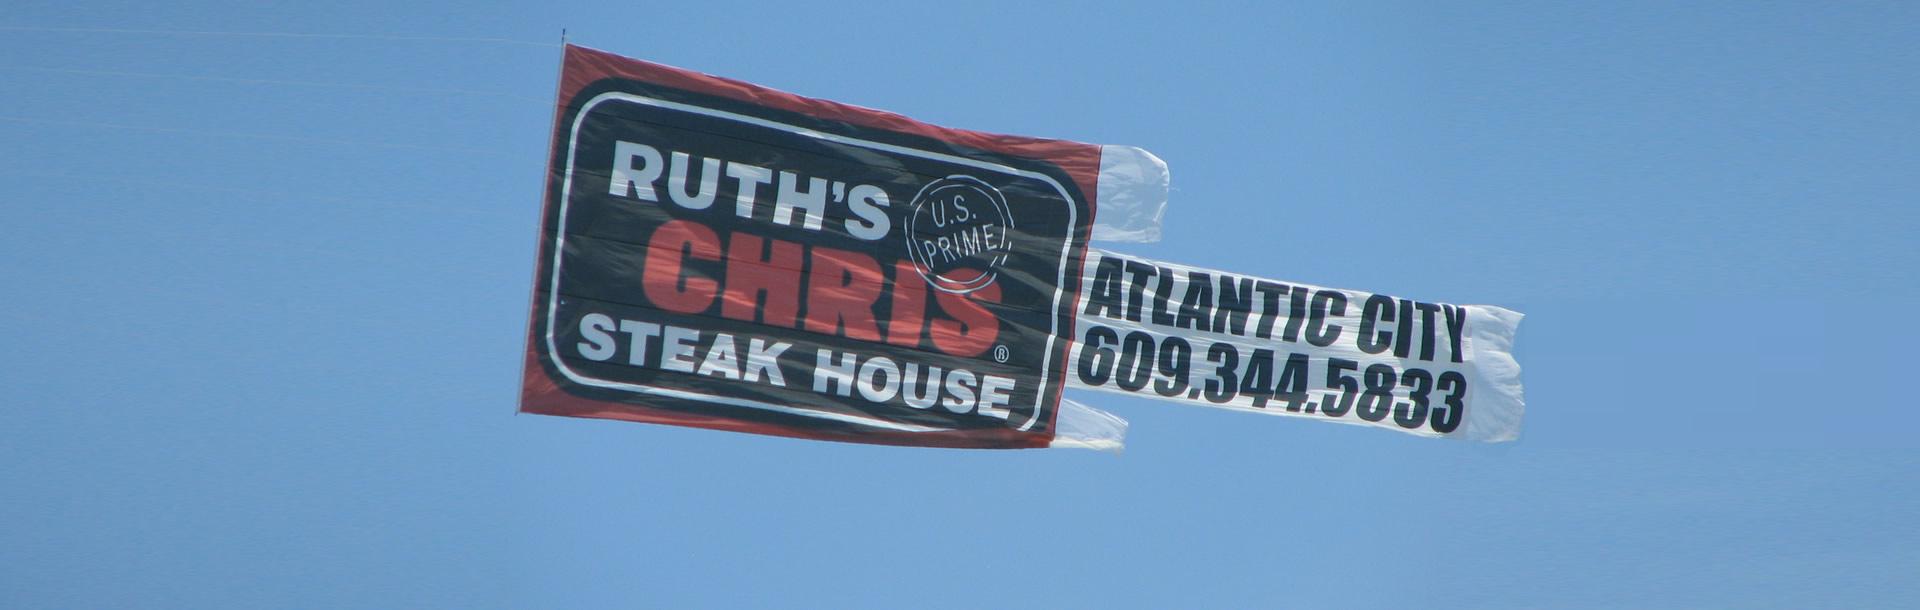 RUTH'S
U.S.
PRIME
CHRIS®
STEAK HOUSE
ATLANTIC CITY
609.344.5833